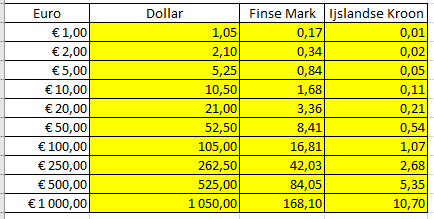 Euro Dollar Finse Mark Ijslandse Kroon
€ 1,00 1,05 0,17 0,01
€ 2,00 2,10 0,34 0,02
€ 5,00 5,25 0,84 0,05
€ 10,00 10,50 1,68 0,11
€ 20,00 21,00 3,36 0,21
€ 50,00 52,50 8,41 0,54
€ 100,00 105,00 16,81 1,07
€ 250,00 262,50 42,03 2,68
€ 500,00 525,00 84,05 5,35
€ 1 000,00 1 050,00 168,10 10,70